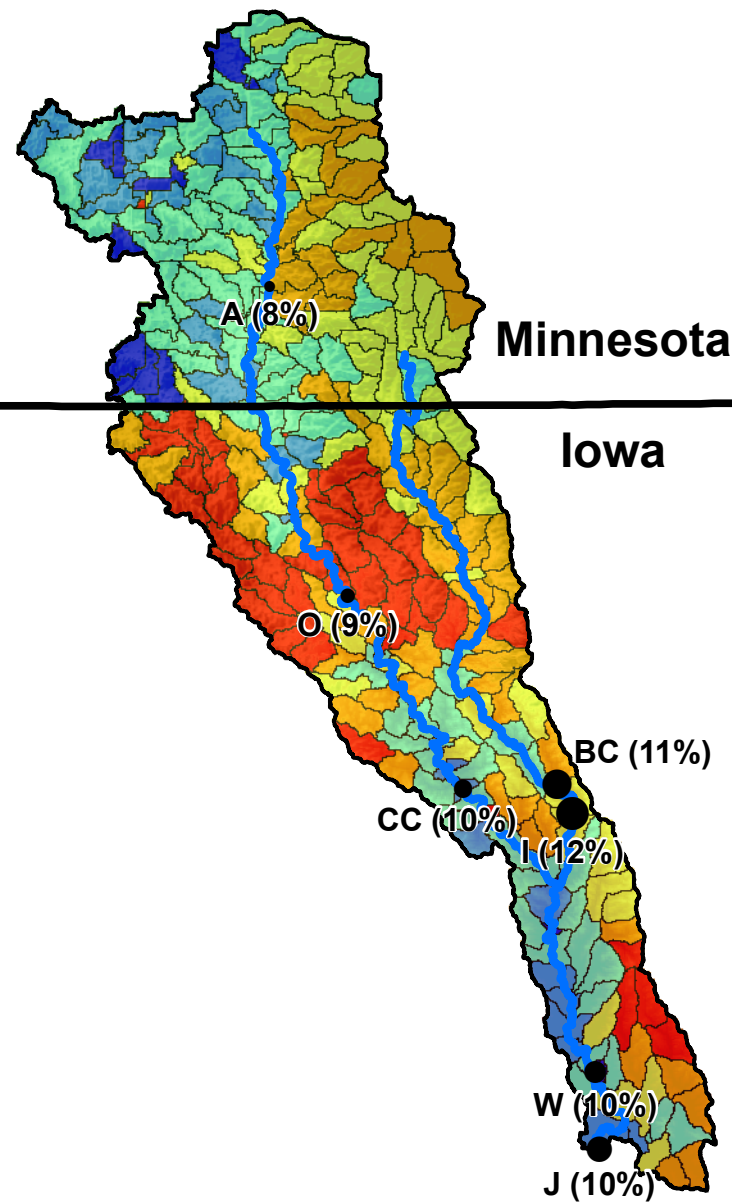 A (8%)
Minnesota
Iowa
O (9%)
BC (11%)
CC (10%)
I (12%)
W (10%)
J (10%)